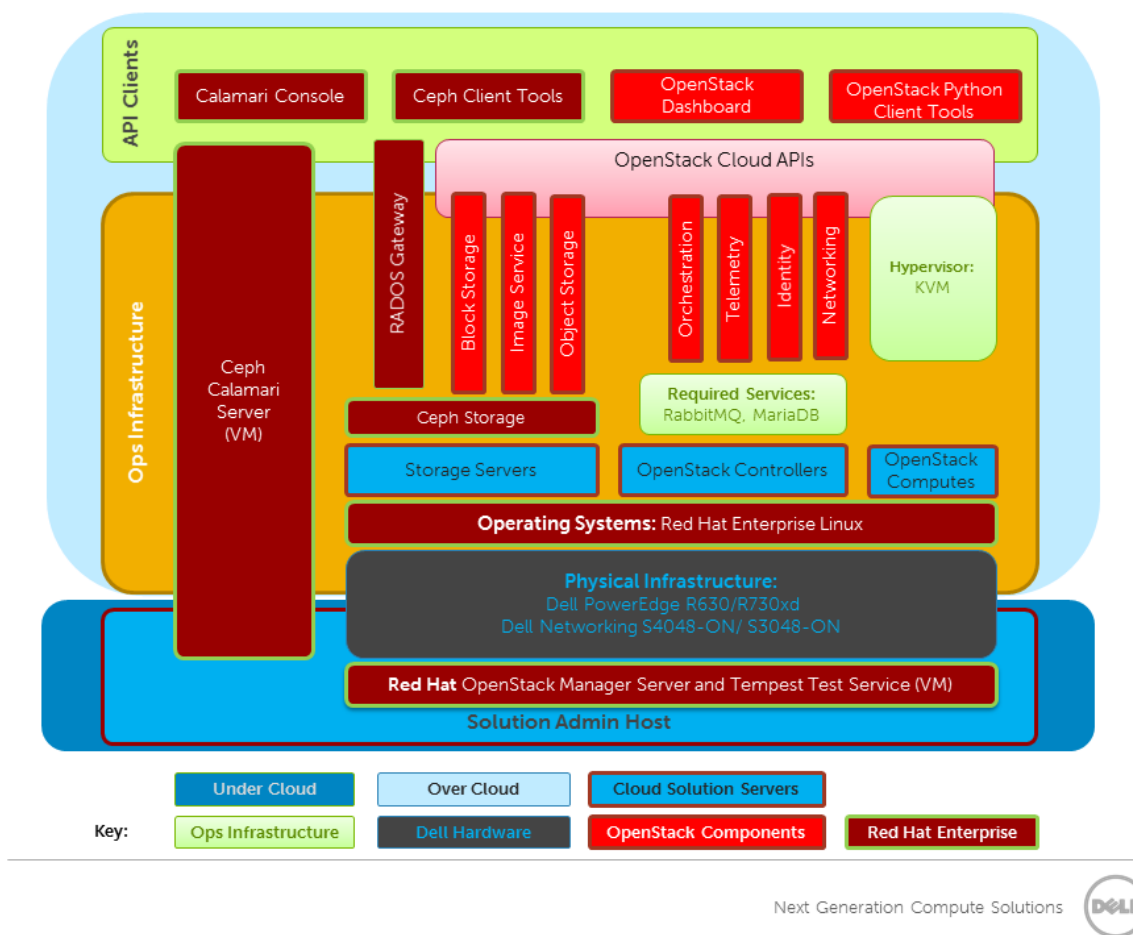 API Clients
Calamari Console
Ceph Client Tools
OpenStack
Dashboard
OpenStack Python
Client Tools
OpenStack Cloud APIs
Ops Infrastructure
Ceph
Calamari
Server
(VM)
RADOS Gateway
Block Storage
Image Service
Object Storage
Orchestration
Telemetry
Identity
Networking
Hypervisor:
KVM
Required Services:
RabbitMQ, MariaDB
Ceph Storage
Storage Servers
OpenStack Controllers
OpenStack
Computes
Operating Systems: Red Hat Enterprise Linux
Physical Infrastructure:
Dell PowerEdge R630/R730xd
Dell Networking S4048-ON/ S3048-ON
Red Hat OpenStack Manager Server and Tempest Test Service (VM)
Solution Admin Host
Under Cloud
Over Cloud
Cloud Solution Servers
Key:
Ops Infrastructure
Dell Hardware
OpenStack Components
Red Hat Enterprise
Next Generation Compute Solutions
DELL